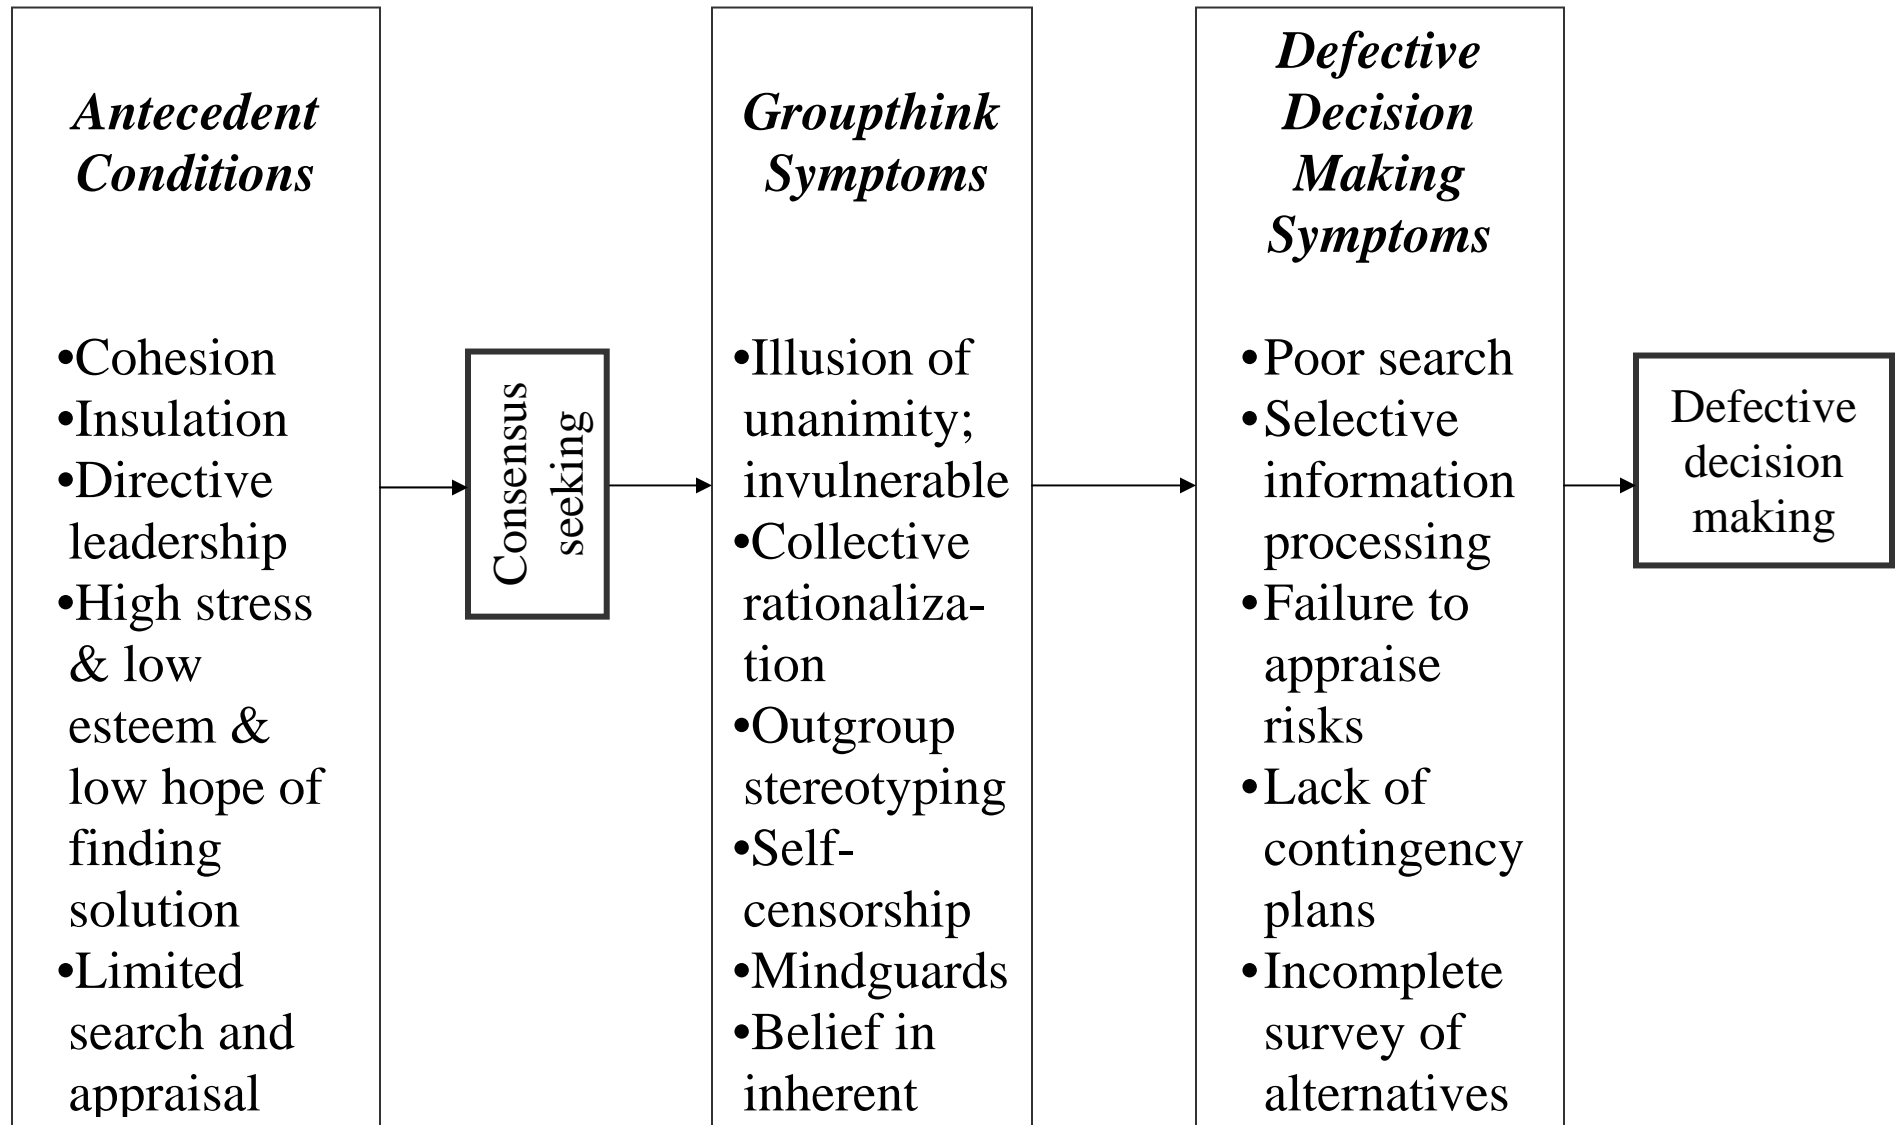 Antecedent
Conditions
•Cohesion
•Insulation
•Directive
leadership
•High stress
& low
esteem &
low hope of
finding
solution
•Limited
search and
appraisal
Consensus
seeking
Groupthink
Symptoms
•Illusion of
unanimity;
invulnerable
•Collective
rationaliza-
tion
•Outgroup
stereotyping
•Self-
censorship
•Mindguards
•Belief in
inherent
Defective
Decision
Making
Symptoms
•Poor search
•Selective
information
processing
•Failure to
appraise
risks
•Lack of
contingency
plans
•Incomplete
survey of
alternatives
Defective
decision
making